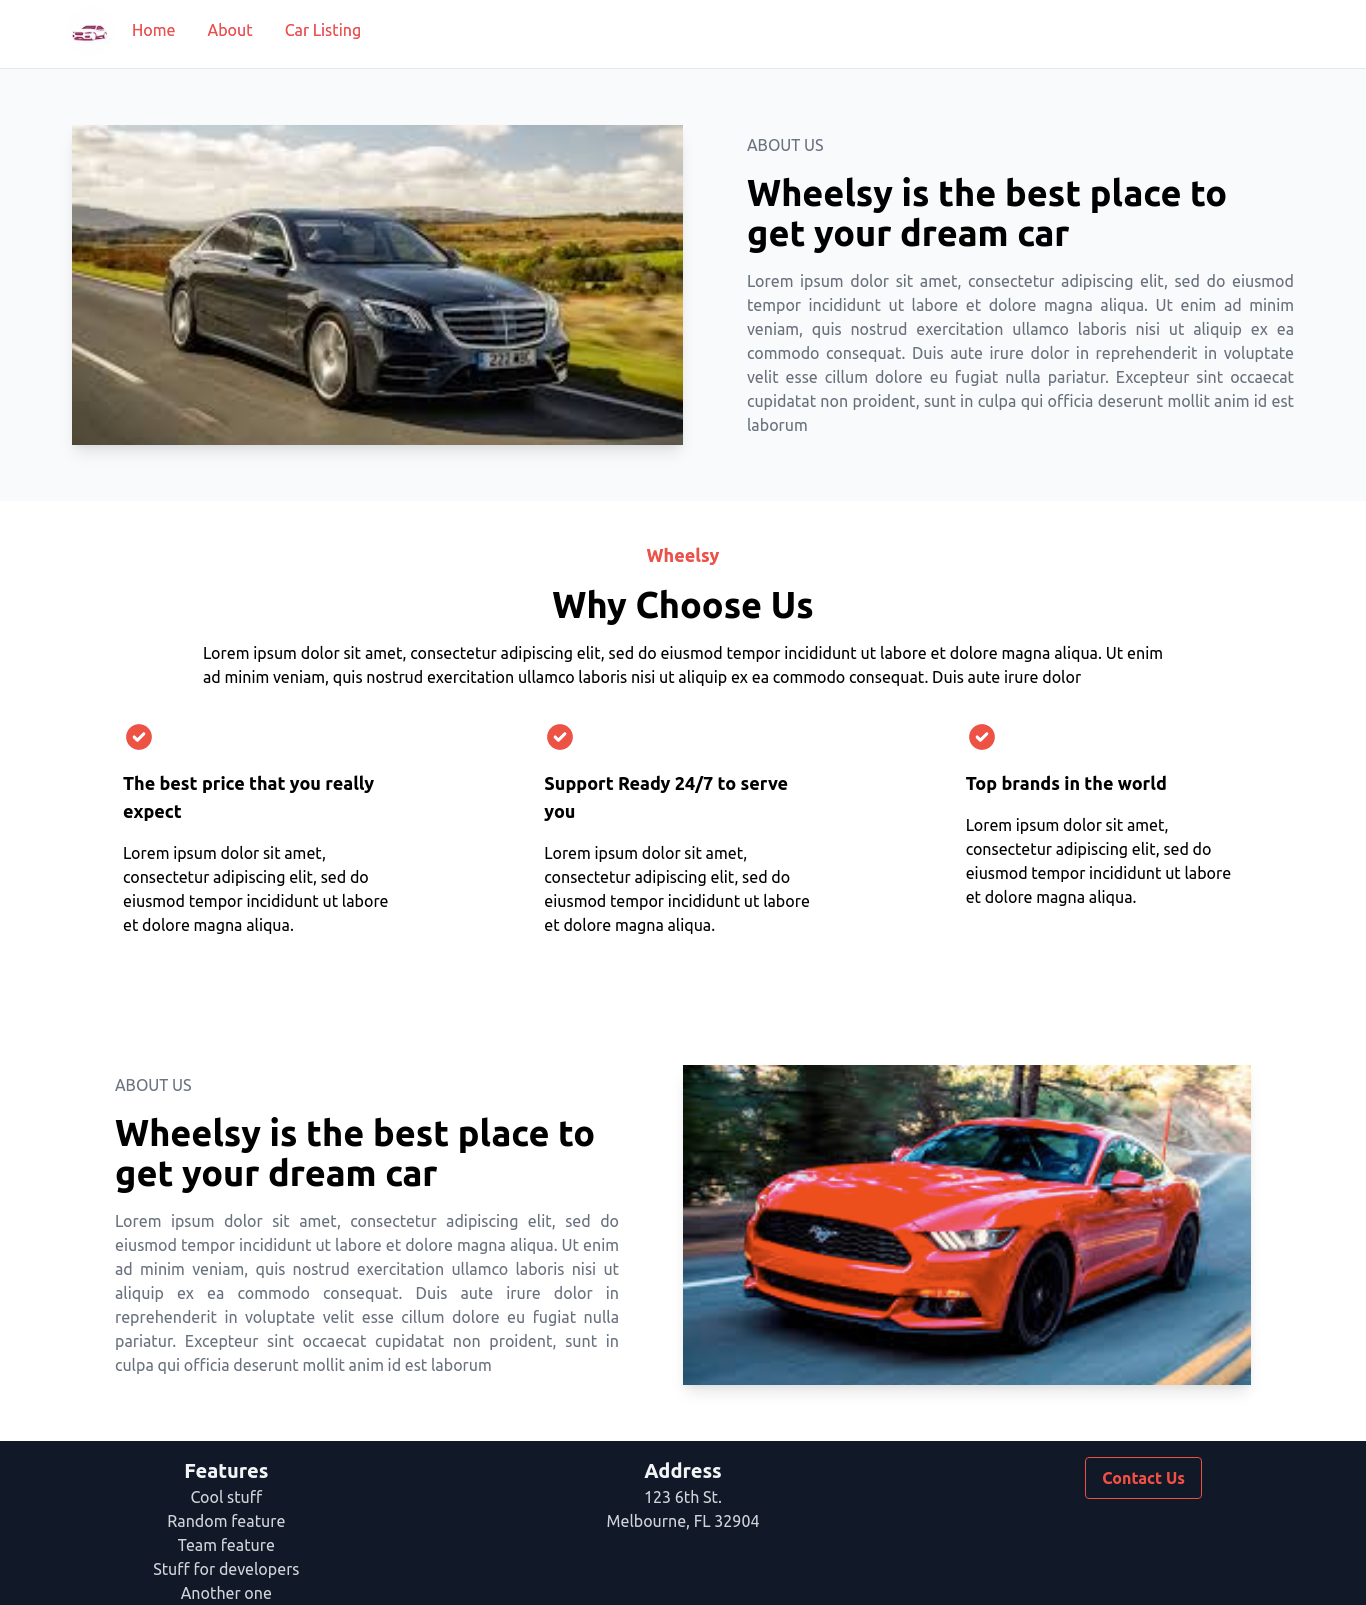 Home About Car Listing
ABOUT US
Wheelsy is the best place to
get your dream car
Lorem ipsum dolor sit amet, consectetur adipiscing elit, sed do eiusmod
tempor incididunt ut labore et dolore magna aliqua. Ut enim ad minim
veniam, quis nostrud exercitation ullamco laboris nisi ut aliquip ex ea
commodo consequat. Duis aute irure dolor in reprehenderit in voluptate
velit esse cillum dolore eu fugiat nulla pariatur. Excepteur sint occaecat
cupidatat non proident, sunt in culpa qui officia deserunt mollit anim id est
laborum
Wheelsy
Why Choose Us
Lorem ipsum dolor sit amet, consectetur adipiscing elit, sed do eiusmod tempor incididunt ut labore et dolore magna aliqua. Ut enim
ad minim veniam, quis nostrud exercitation ullamco laboris nisi ut aliquip ex ea commodo consequat. Duis aute irure dolor
The best price that you really
expect
Lorem ipsum dolor sit amet,
consectetur adipiscing elit, sed do
eiusmod tempor incididunt ut labore
et dolore magna aliqua.
Support Ready 24/7 to serve
you
Lorem ipsum dolor sit amet,
consectetur adipiscing elit, sed do
eiusmod tempor incididunt ut labore
et dolore magna aliqua.
Top brands in the world
Lorem ipsum dolor sit amet,
consectetur adipiscing elit, sed do
eiusmod tempor incididunt ut labore
et dolore magna aliqua.
ABOUT US
Wheelsy is the best place to
get your dream car
Lorem ipsum dolor sit amet, consectetur adipiscing elit, sed do
eiusmod tempor incididunt ut labore et dolore magna aliqua. Ut enim
ad minim veniam, quis nostrud exercitation ullamco laboris nisi ut
aliquip ex ea commodo consequat. Duis aute irure dolor in
reprehenderit in voluptate velit esse cillum dolore eu fugiat nulla
pariatur. Excepteur sint occaecat cupidatat non proident, sunt in
culpa qui officia deserunt mollit anim id est laborum
Features
Cool stuff
Random feature
Team feature
Stuff for developers
Another one
Address
123 6th St.
Melbourne, FL 32904
Contact Us